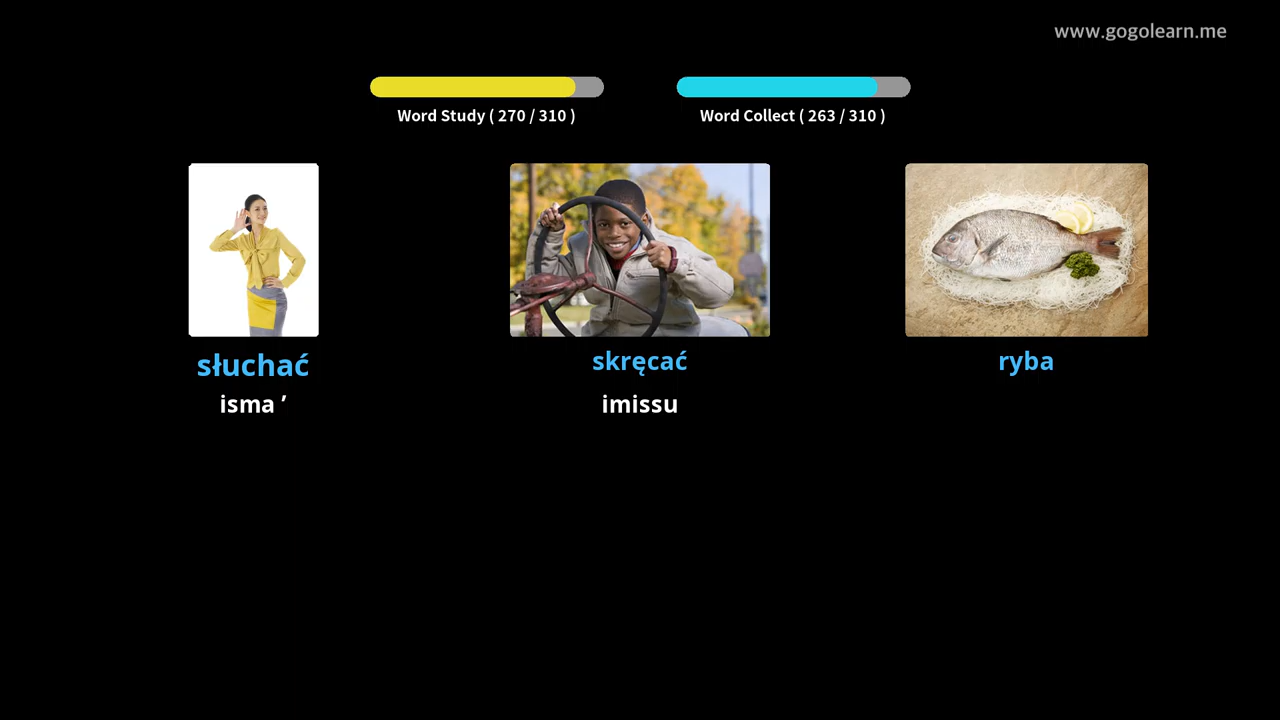 www.gogolearn.me
Word Study ( 270 / 310 )
Word Collect ( 263 / 310 )
słuchać
skręcać
ryba
isma ’
imissu